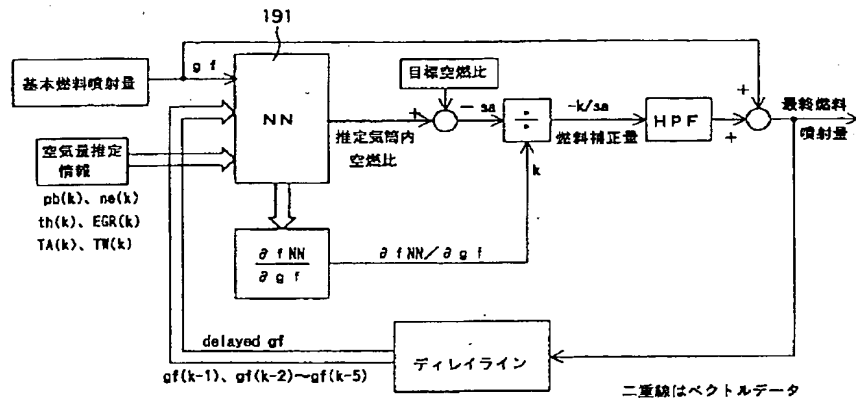 191
g f
基本燃料噴射量
目標空燃比
NN
+
- sa
÷
-k/sa
燃料補正量
HPF
+
+
最終燃料
噴射量
推定気筒内
空燃比
空気量推定
情報
pb(k)、ne(k)
th(k)、EGR(k)
TA(k)、TW(k)
k
∂ f NN
∂ g f
∂ f NN／∂ g f
delayed gf
gf(k-1)、gf(k-2)～gf(k-5)
ディレイライン
二重線はベクトルデータ